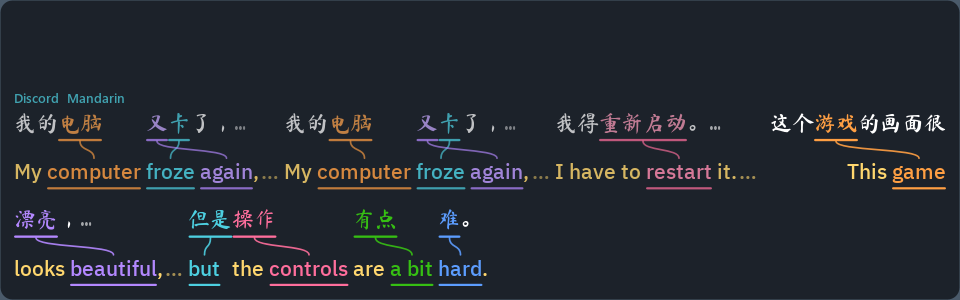 Discord Mandarin
我的电脑 又卡了，… 我的电脑 又卡了，… 我得重新启动。… 这个游戏的画面很
My computer froze again,… My computer froze again,… I have to restart it.… This game
漂亮，… 但是操作 有点 难。
looks beautiful,… but the controls are a bit hard.